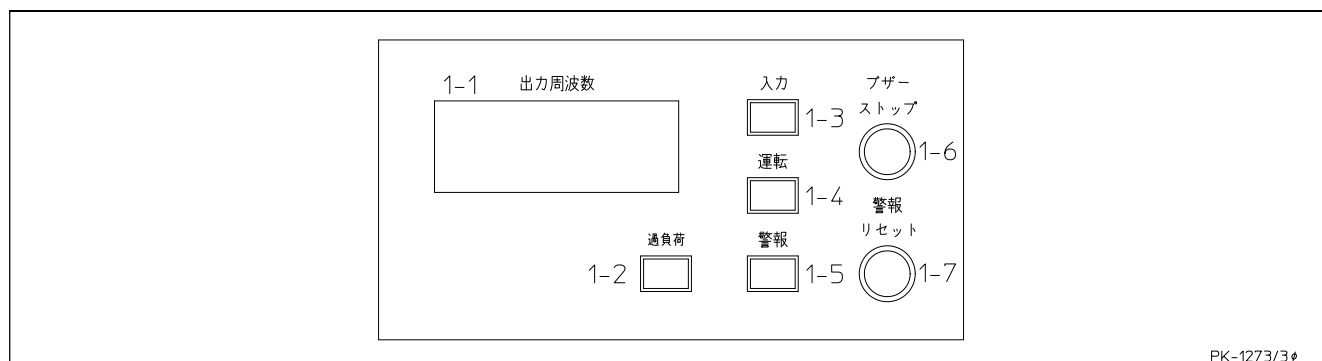 1-1 出力周波数
過負荷
1-2
入力
1-3
運転
1-4
警報
1-5
ブザー
ストップ
1-6
警報
リセット
1-7
PK-1273/3φ